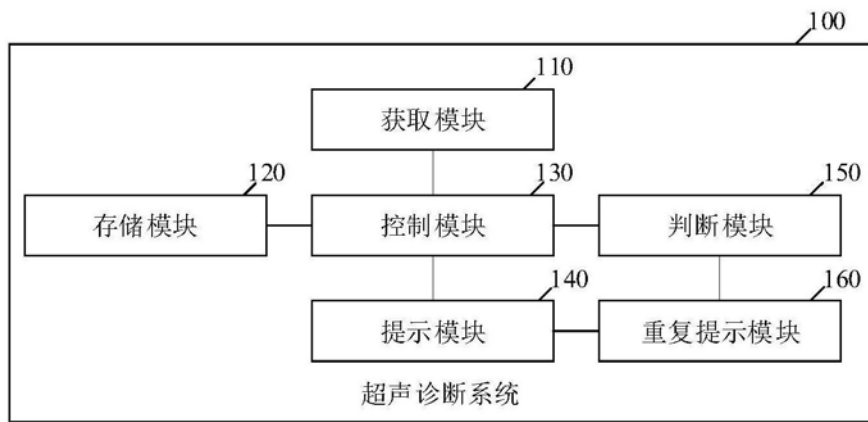 100
110
获取模块
120
存储模块
130
控制模块
150
判断模块
140
提示模块
160
重复提示模块
超声诊断系统